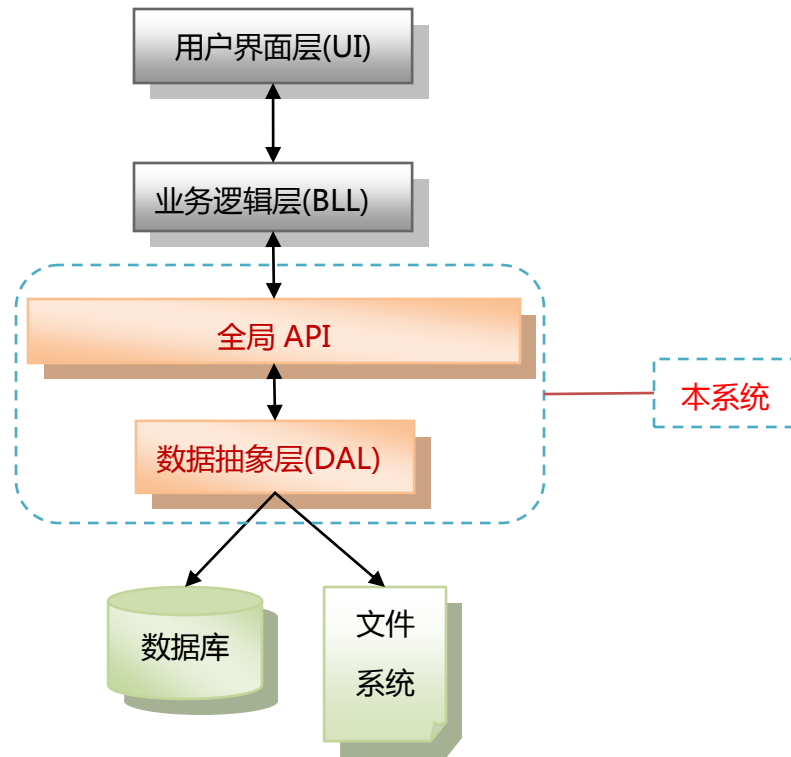 用户界面层(UI)
业务逻辑层(BLL)
全局 API
本系统
数据抽象层(DAL)
数据库
文件
系统